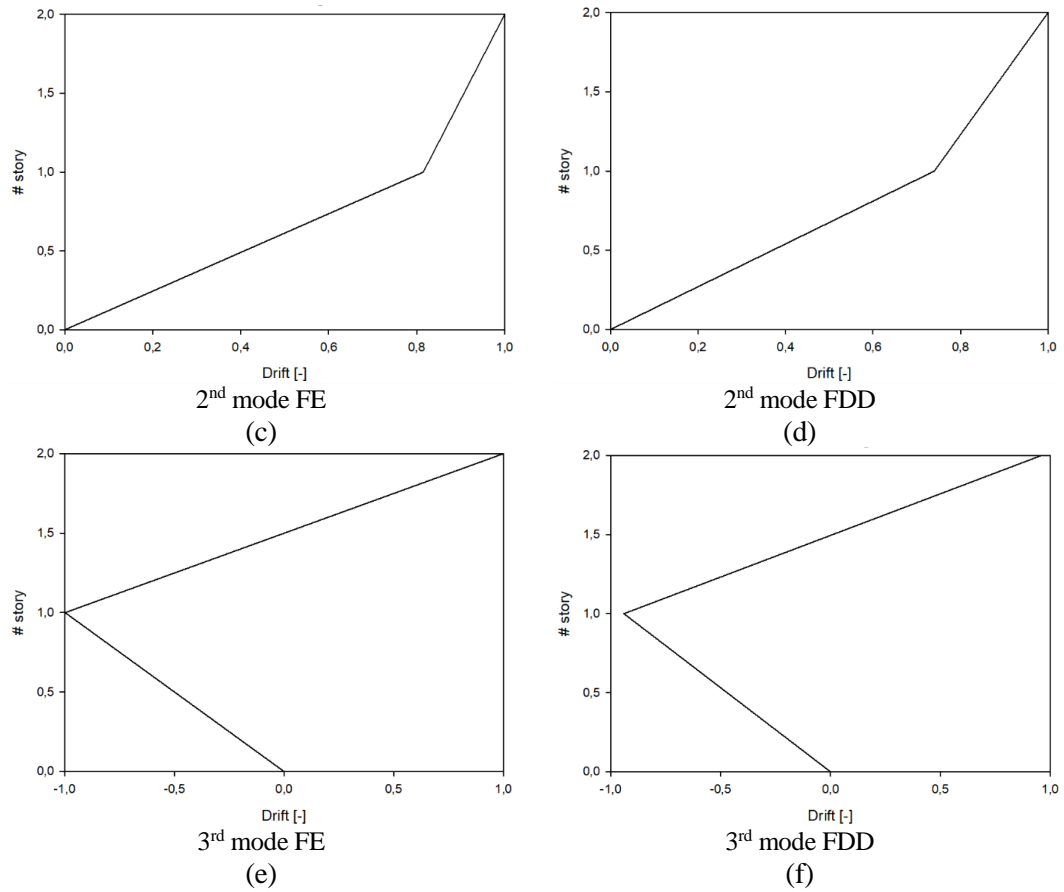 2,0
1,5
# story
1,0
0,5
0,0
0,0 0,2 0,4 0,6 0,8 1,0
Drift [-]
2nd mode FE
(c)
2,0
1,5
# story
1,0
0,5
0,0
0,0 0,2 0,4 0,6 0,8 1,0
Drift [-]
2nd mode FDD
(d)
2,0
1,5
# story
1,0
0,5
0,0
-1,0 -0,5 0,0 0,5 1,0
Drift [-]
3rd mode FE
(e)
2,0
1,5
# story
1,0
0,5
0,0
-1,0 -0,5 0,0 0,5 1,0
Drift [-]
3rd mode FDD
(f)